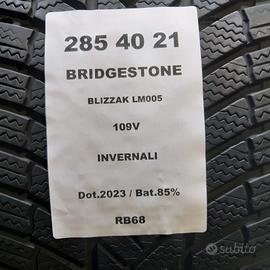 285 40 21
BRIDGESTONE
BLIZZAK LM005
109V
INVERNALI
Dot.2023 / Bat.85%
RB68
subito